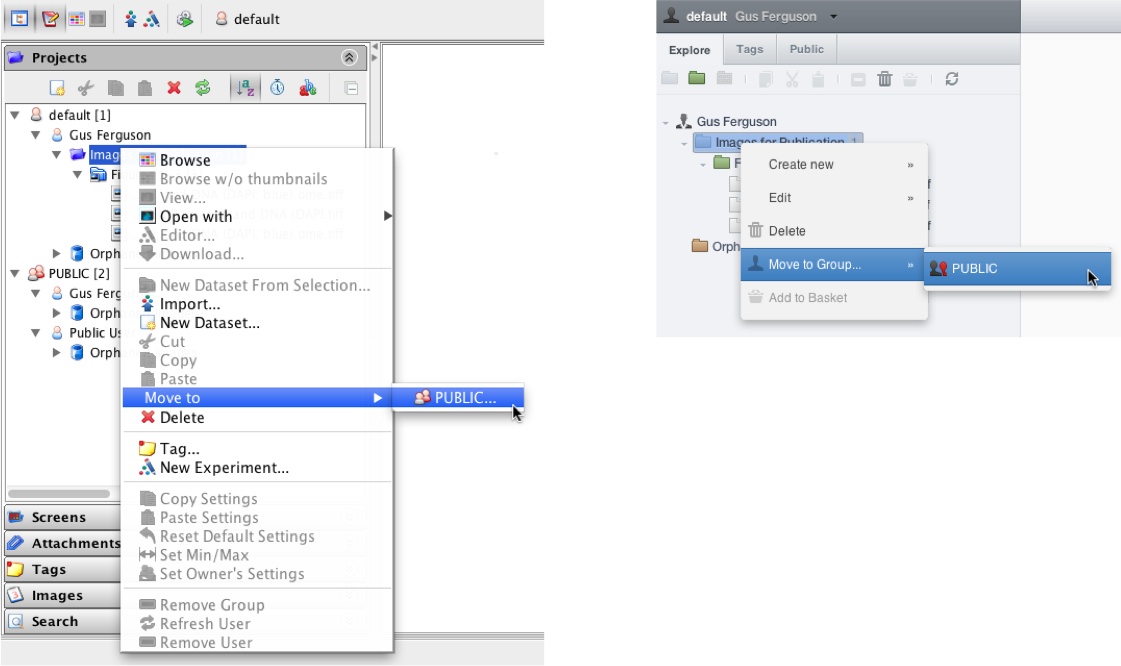 default
Projects
default [1]
Gus Ferguson
Imag
Fi
Orph
PUBLIC [2]
Gus Ferg
Orph
Public Us
Orph
Browse
Browse w/o thumbnails
View...
Open with
Editor...
Download...
New Dataset From Selection...
Import...
New Dataset...
Cut
Copy
Paste
Move to
PUBLIC...
Delete
Tag...
New Experiment...
Copy Settings
Paste Settings
Reset Default Settings
Set Min/Max
Set Owner's Settings
Remove Group
Refresh User
Remove User
Screens
Attachments
Tags
Images
Search
default Gus Ferguson
Explore Tags Public
Gus Ferguson
Images for Publication 1
F
f
f
f
Orph
Create new »
Edit »
Delete
Move to Group... »
PUBLIC
Add to Basket